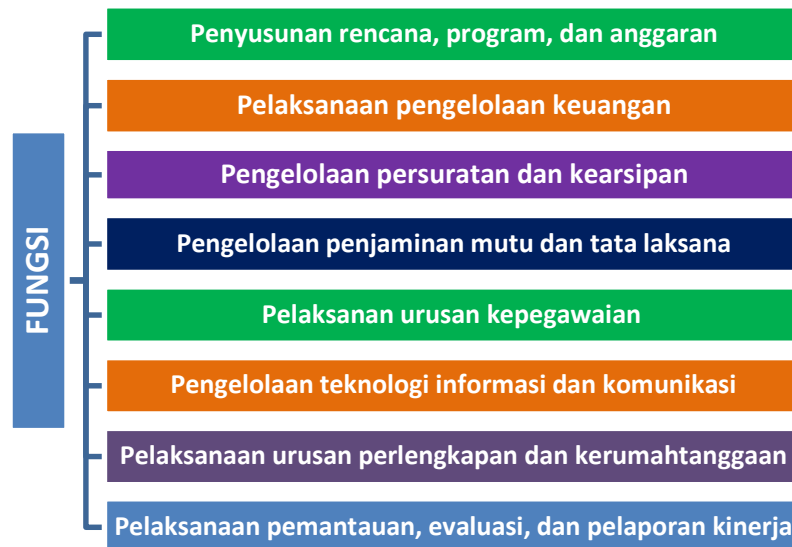 FUNGSI
Penyusunan rencana, program, dan anggaran
Pelaksanaan pengelolaan keuangan
Pengelolaan persuratan dan kearsipan
Pengelolaan penjaminan mutu dan tata laksana
Pelaksanan urusan kepegawaian
Pengelolaan teknologi informasi dan komunikasi
Pelaksanaan urusan perlengkapan dan kerumahtanggaan
Pelaksanaan pemantauan, evaluasi, dan pelaporan kinerja